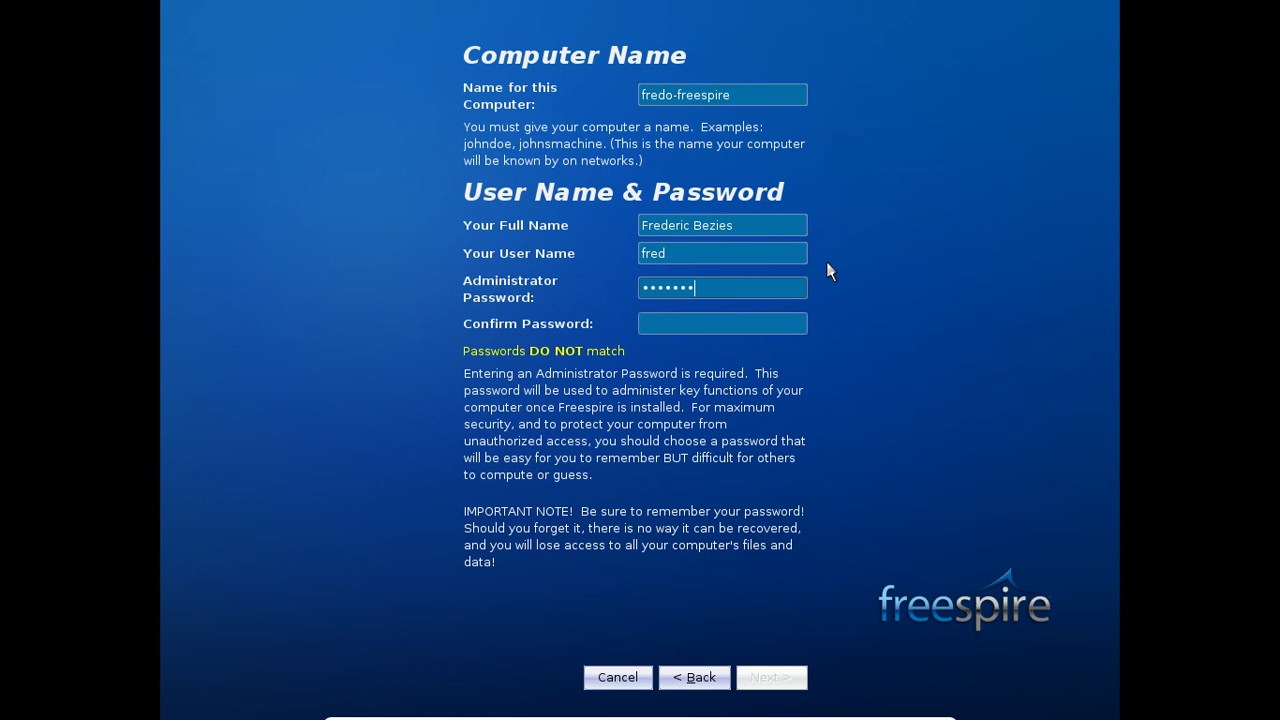 Computer Name
Name for this
Computer:
fredo-freespire
You must give your computer a name.  Examples:
johndoe, johnsmachine. (This is the name your computer
will be known by on networks.)
User Name & Password
Your Full Name
Frederic Bezies
Your User Name
fred
Administrator
Password:
•••••••
Confirm Password:
Passwords DO NOT match
Entering an Administrator Password is required.  This
password will be used to administer key functions of your
computer once Freespire is installed.  For maximum
security, and to protect your computer from
unauthorized access, you should choose a password that
will be easy for you to remember BUT difficult for others
to compute or guess.
IMPORTANT NOTE!  Be sure to remember your password!
Should you forget it, there is no way it can be recovered,
and you will lose access to all your computer's files and
data!
freespire
Cancel
< Back
Next >